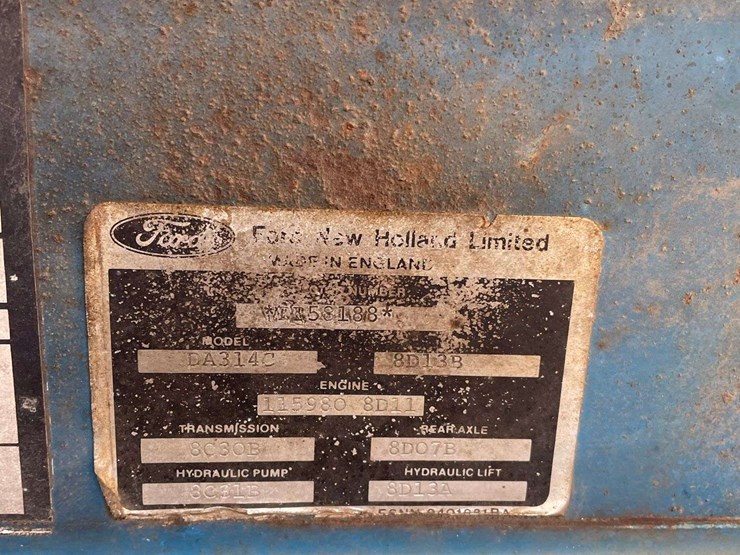 Ford Ford New Holland Limited
MADE IN ENGLAND
MODEL
DA314C 8D13B
ENGINE
115980 8D11
TRANSMISSION REAR AXLE
8C30B 8D07B
HYDRAULIC PUMP HYDRAULIC LIFT
8C31B 8D13A